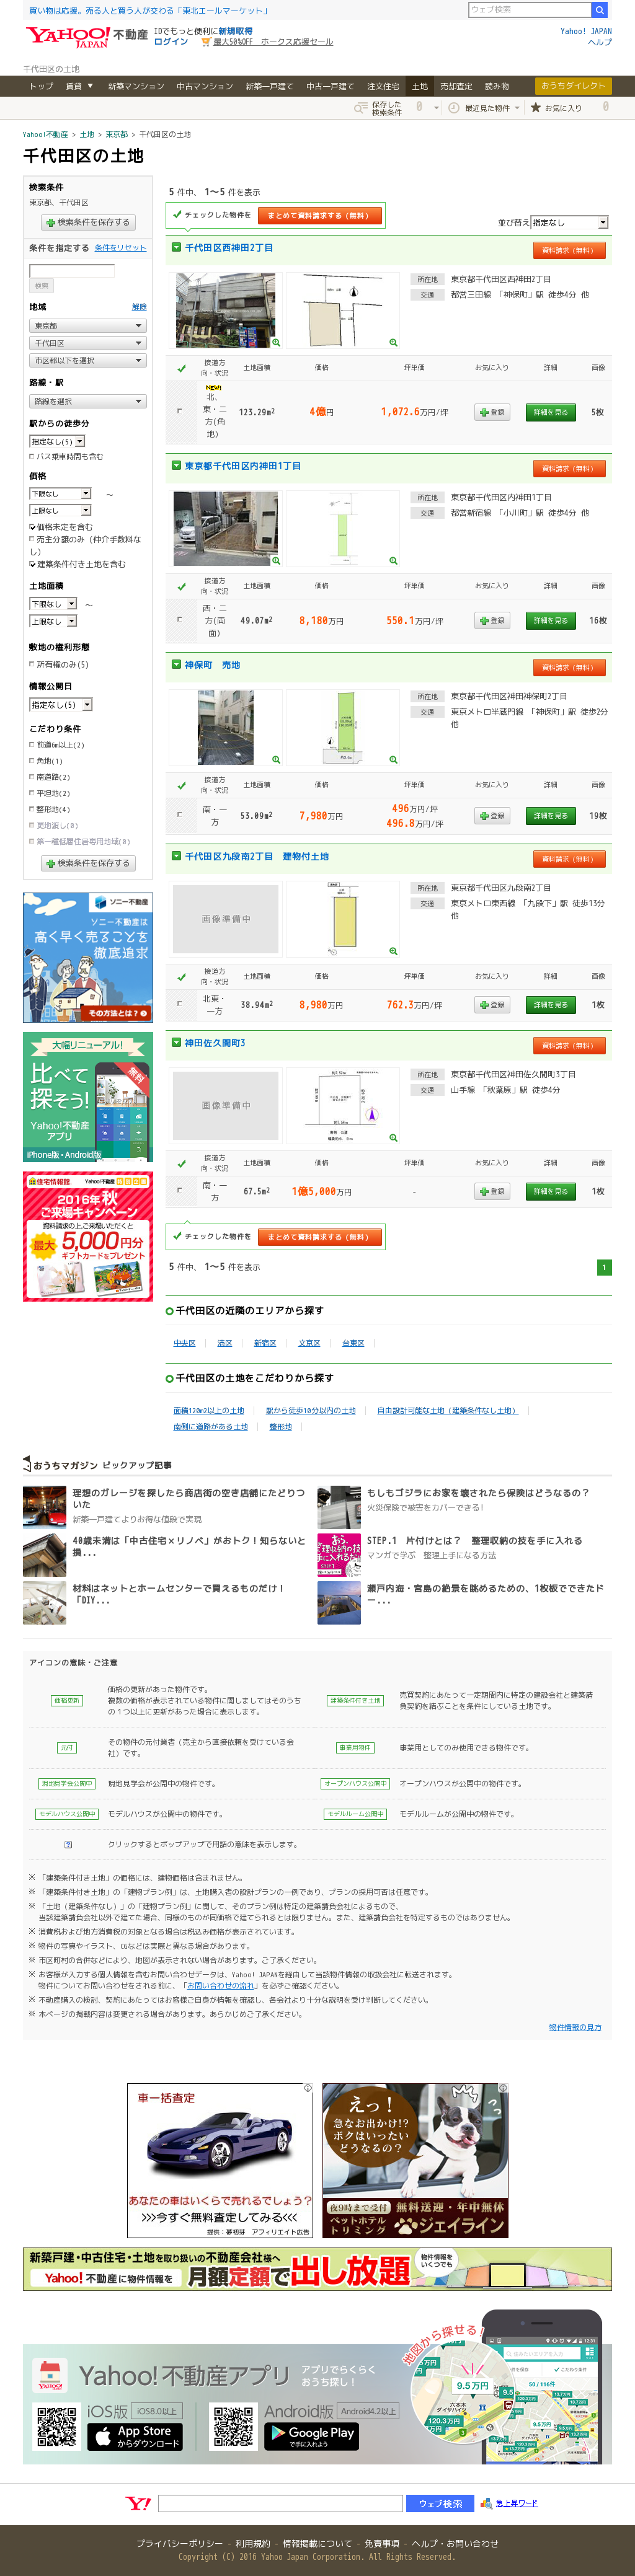 買い物は応援。売る人と買う人が交わる「東北エールマーケット」
ウェブ検索
YAHOO! JAPAN 不動産
IDでもっと便利に新規取得
ログイン
最大50%OFF ホークス応援セール
Yahoo! JAPAN
ヘルプ
千代田区の土地
トップ 賃貸 ▼ 新築マンション 中古マンション 新築一戸建て 中古一戸建て 注文住宅 土地 売却査定 読み物 おうちダイレクト
保存した検索条件 0 最近見た物件 お気に入り 0
Yahoo!不動産 > 土地 > 東京都 > 千代田区の土地
千代田区の土地
検索条件
東京都、千代田区
検索条件を保存する
条件を指定する 条件をリセット
検索
地域 解除
東京都
千代田区
市区郡以下を選択
路線・駅
路線を選択
駅からの徒歩分
指定なし(5)
バス乗車時間も含む
価格
下限なし ～
上限なし
価格未定を含む
売主分譲のみ（仲介手数料なし）
建築条件付き土地を含む
土地面積
下限なし ～
上限なし
敷地の権利形態
所有権のみ(5)
情報公開日
指定なし(5)
こだわり条件
前道6m以上(2)
角地(1)
南道路(2)
平坦地(2)
整形地(4)
更地渡し(0)
第一種低層住居専用地域(0)
検索条件を保存する
ソニー不動産
ソニー不動産は
高く早く売ることを
徹底追求
その方法とは？
大幅リニューアル！
比べて
探そう！
無料
Yahoo!不動産
アプリ
iPhone版・Android版
住宅情報館 Yahoo!不動産
2016年秋
ご来場キャンペーン
資料請求の上、ご来場いただくと
最大 5,000円分
ギフトカードをプレゼント
5 件中、 1～5 件を表示
チェックした物件を まとめて資料請求する（無料）
並び替え 指定なし
千代田区西神田2丁目
資料請求（無料）
所在地 東京都千代田区西神田2丁目
交通 都営三田線 「神保町」駅 徒歩4分 他
接道方向・状況 土地面積 価格 坪単価 お気に入り 詳細 画像
NEW!
北、東・二方(角地) 123.29m2 4億円 1,072.6万円/坪 登録 詳細を見る 5枚
東京都千代田区内神田1丁目
資料請求（無料）
所在地 東京都千代田区内神田1丁目
交通 都営新宿線 「小川町」駅 徒歩4分 他
接道方向・状況 土地面積 価格 坪単価 お気に入り 詳細 画像
西・二方(両面) 49.07m2 8,180万円 550.1万円/坪 登録 詳細を見る 16枚
神保町 売地
資料請求（無料）
所在地 東京都千代田区神田神保町2丁目
交通 東京メトロ半蔵門線 「神保町」駅 徒歩2分 他
接道方向・状況 土地面積 価格 坪単価 お気に入り 詳細 画像
南・一方 53.09m2 7,980万円 496万円/坪
496.8万円/坪 登録 詳細を見る 19枚
千代田区九段南2丁目 建物付土地
資料請求（無料）
画像準備中
所在地 東京都千代田区九段南2丁目
交通 東京メトロ東西線 「九段下」駅 徒歩13分 他
接道方向・状況 土地面積 価格 坪単価 お気に入り 詳細 画像
北東・一方 38.94m2 8,980万円 762.3万円/坪 登録 詳細を見る 1枚
神田佐久間町3
資料請求（無料）
画像準備中
所在地 東京都千代田区神田佐久間町3丁目
交通 山手線 「秋葉原」駅 徒歩4分
接道方向・状況 土地面積 価格 坪単価 お気に入り 詳細 画像
南・一方 67.5m2 1億5,000万円 - 登録 詳細を見る 1枚
チェックした物件を まとめて資料請求する（無料）
5 件中、 1～5 件を表示
1
千代田区の近隣のエリアから探す
中央区 港区 新宿区 文京区 台東区
千代田区の土地をこだわりから探す
面積120m2以上の土地 駅から徒歩10分以内の土地 自由設計可能な土地（建築条件なし土地）
南側に道路がある土地 整形地
おうちマガジン ピックアップ記事
理想のガレージを探したら商店街の空き店舗にたどりついた
新築一戸建てよりお得な値段で実現
もしもゴジラにお家を壊されたら保険はどうなるの？
火災保険で被害をカバーできる!
40歳未満は「中古住宅×リノベ」がおトク！知らないと損...
STEP.1 片付けとは？ 整理収納の技を手に入れる
マンガで学ぶ 整理上手になる方法
材料はネットとホームセンターで買えるものだけ！「DIY...
瀬戸内海・宮島の絶景を眺めるための、1枚板でできたドー...
アイコンの意味・ご注意
価格更新 価格の更新があった物件です。
複数の価格が表示されている物件に関しましてはそのうちの１つ以上に更新があった場合に表示します。
建築条件付き土地 売買契約にあたって一定期間内に特定の建設会社と建築請負契約を結ぶことを条件にしている土地です。
元付 その物件の元付業者（売主から直接依頼を受けている会社）です。
事業用物件 事業用としてのみ使用できる物件です。
現地見学会公開中 現地見学会が公開中の物件です。
オープンハウス公開中 オープンハウスが公開中の物件です。
モデルハウス公開中 モデルハウスが公開中の物件です。
モデルルーム公開中 モデルルームが公開中の物件です。
クリックするとポップアップで用語の意味を表示します。
※ 「建築条件付き土地」の価格には、建物価格は含まれません。
※ 「建築条件付き土地」の「建物プラン例」は、土地購入者の設計プランの一例であり、プランの採用可否は任意です。
※ 「土地（建築条件なし）」の「建物プラン例」に関して、そのプラン例は特定の建築請負会社によるもので、
当該建築請負会社以外で建てた場合、同様のものが同価格で建てられるとは限りません。また、建築請負会社を特定するものではありません。
※ 消費税および地方消費税の対象となる場合は税込み価格が表示されています。
※ 物件の写真やイラスト、CGなどは実際と異なる場合があります。
※ 市区町村の合併などにより、地図が表示されない場合があります。ご了承ください。
※ お客様が入力する個人情報を含むお問い合わせデータは、Yahoo! JAPANを経由して当該物件情報の取扱会社に転送されます。
物件についてお問い合わせをされる前に、「お問い合わせの流れ」を必ずご確認ください。
※ 不動産購入の検討、契約にあたってはお客様ご自身が情報を確認し、各会社より十分な説明を受け判断してください。
※ 本ページの掲載内容は変更される場合があります。あらかじめご了承ください。
物件情報の見方
車一括査定
あなたの車はいくらで売れるでしょう?
>>>今すぐ無料査定してみる<<<
提供：夢初芽 アフィリエイト広告
えっ！
急なお出かけ!?
ボクはいったい
どうなるの？
夜9時まで受付 無料送迎・年中無休
ペットホテル
トリミング ジェイライン
新築戸建・中古住宅・土地を取り扱いの不動産会社様へ
Yahoo!不動産に物件情報を 月額定額で出し放題
物件情報をいくつでも
Yahoo!不動産アプリ アプリでらくらく
おうち探し！
iOS版 iOS8.0以上
App Store
からダウンロード
Android版 Android4.2以上
Google Play
で手に入れよう
地図から探せる！
9.5万円
120.3万円
六本木
ダイヤハイツ
ウェブ検索 急上昇ワード
プライバシーポリシー - 利用規約 - 情報掲載について - 免責事項 - ヘルプ・お問い合わせ
Copyright (C) 2016 Yahoo Japan Corporation. All Rights Reserved.